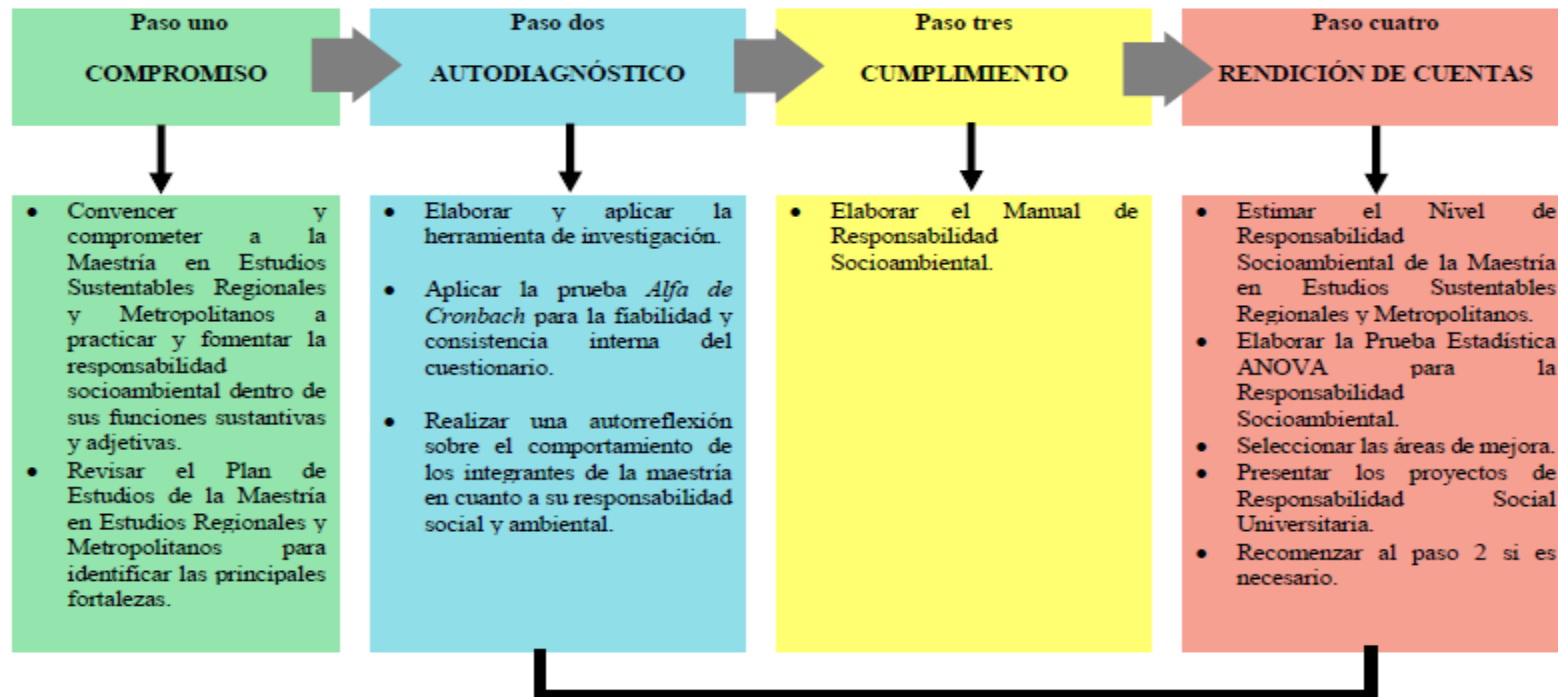 Paso uno
COMPROMISO
Paso dos
AUTODIAGNÓSTICO
Paso tres
CUMPLIMIENTO
Paso cuatro
RENDICIÓN DE CUENTAS
• Convencer y
comprometer a la
Maestría en Estudios
Sustentables Regionales
y Metropolitanos a
practicar y fomentar la
responsabilidad
socioambiental dentro de
sus funciones sustantivas
y adjetivas.
• Revisar el Plan de
Estudios de la Maestría
en Estudios Regionales y
Metropolitanos para
identificar las principales
fortalezas.
• Elaborar y aplicar la
herramienta de investigación.
• Aplicar la prueba Alfa de
Cronbach para la fiabilidad y
consistencia interna del
cuestionario.
• Realizar una autorreflexión
sobre el comportamiento de
los integrantes de la maestría
en cuanto a su responsabilidad
social y ambiental.
• Elaborar el Manual de
Responsabilidad
Socioambiental.
• Estimar el Nivel de
Responsabilidad
Socioambiental de la Maestría
en Estudios Sustentables
Regionales y Metropolitanos.
• Elaborar la Prueba Estadística
ANOVA para la
Responsabilidad
Socioambiental.
• Seleccionar las áreas de mejora.
• Presentar los proyectos de
Responsabilidad Social
Universitaria.
• Recomenzar al paso 2 si es
necesario.